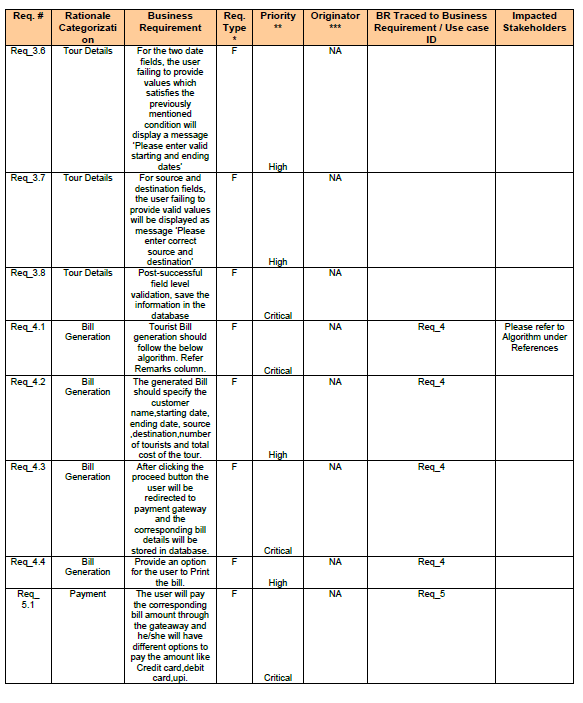 Req. # Rationale Categorizati on Business Requirement Req. Type * Priority ** Originator *** BR Traced to Business Requirement / Use case ID Impacted Stakeholders
Req_3.6 Tour Details For the two date F NA
fields, the user
failing to provide
values which
satisfies the
previously
mentioned
condition will
display a message
'Please enter valid
starting and ending
dates' High
Req_3.7 Tour Details For source and F NA
destination fields,
the user failing to
provide valid values
will be displayed as
message 'Please
enter correct
source and
destination' High
Req_3.8 Tour Details Post-successful F NA
field level
validation, save the
information in the
database Critical
Req_4.1 Bill Tourist Bill F NA Req_4 Please refer to
Generation generation should Algorithm under
follow the below References
algorithm. Refer
Remarks column. Critical
Req_4.2 Bill The generated Bill F NA Req_4
Generation should specify the
customer
name,starting date,
ending date, source
,destination,number
of tourists and total
cost of the tour. High
Req_4.3 Bill After clicking the F NA Req_4
Generation proceed button the
user will be
redirected to
payment gateway
and the
corresponding bill
details will be
stored in database. Critical
Req_4.4 Bill Provide an option F NA Req_4
Generation for the user to Print
the bill. High
Req_ Payment The user will pay F NA Req_5
5.1 the corresponding
bill amount through
the gateaway and
he/she will have
different options to
pay the amount like
Credit card,debit
card,upi. Critical